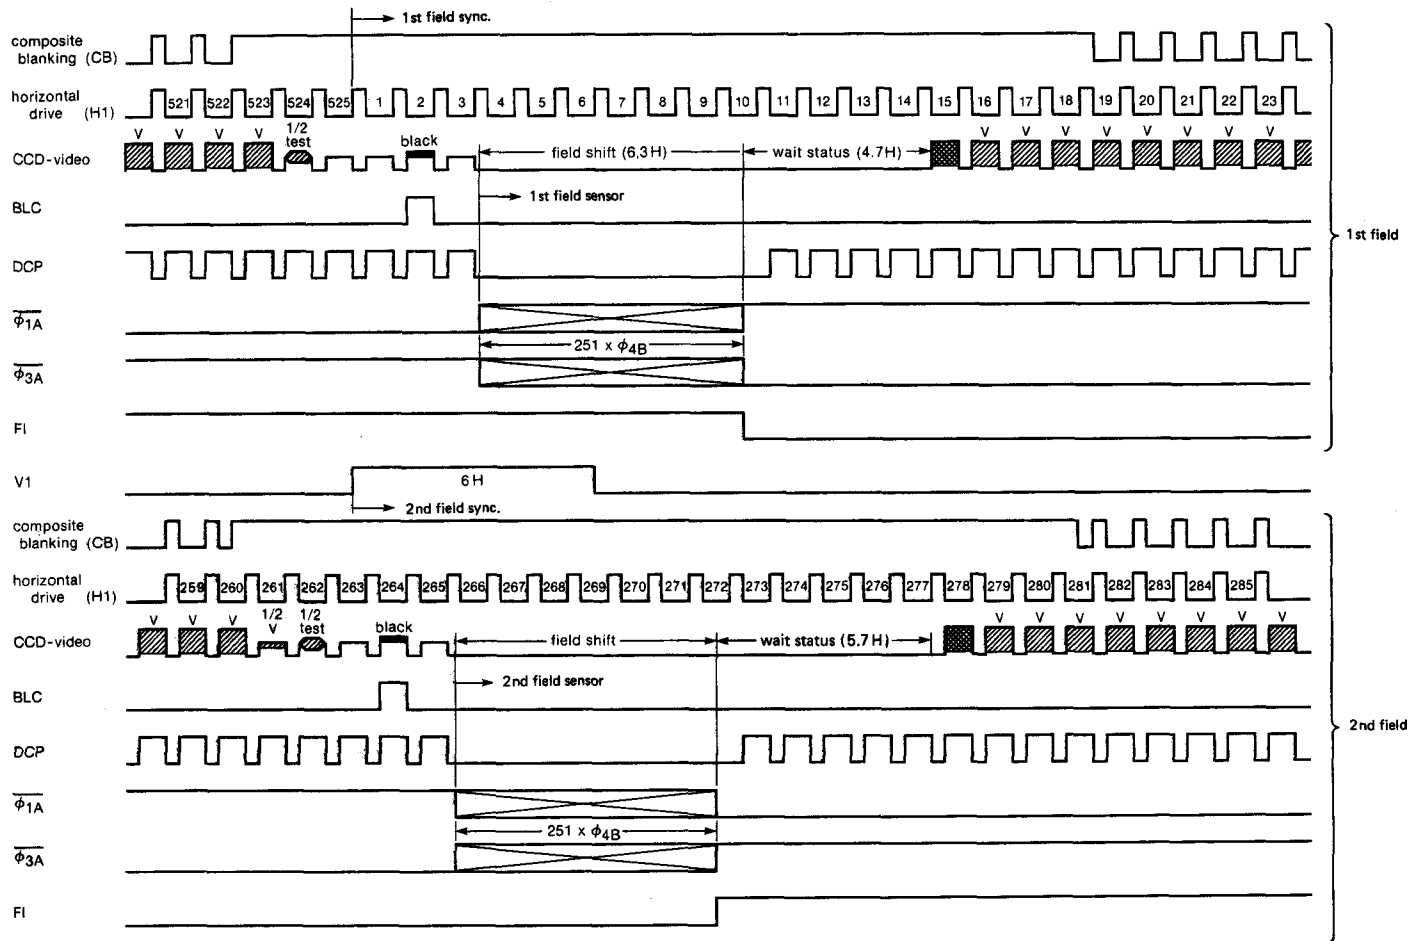 1st field sync.
composite
blanking (CB)
horizontal
drive (H1)
521 522 523 524 525 1 2 3 4 5 6 7 8 9 10 11 12 13 14 15 16 17 18 19 20 21 22 23
V V V V 1/2 test black V V V V V V V V
CCD-video
field shift (6,3 H) wait status (4.7H)
BLC
1st field sensor
1st field
DCP
φ1A
251 x φ4B
φ3A
FI
V1
6 H
2nd field sync.
composite
blanking (CB)
horizontal
drive (H1)
259 260 261 262 263 264 265 266 267 268 269 270 271 272 273 274 275 276 277 278 279 280 281 282 283 284 285
V V V 1/2 V 1/2 test black V V V V V V V V
CCD-video
field shift wait status (5.7 H)
BLC
2nd field sensor
2nd field
DCP
φ1A
251 x φ4B
φ3A
FI